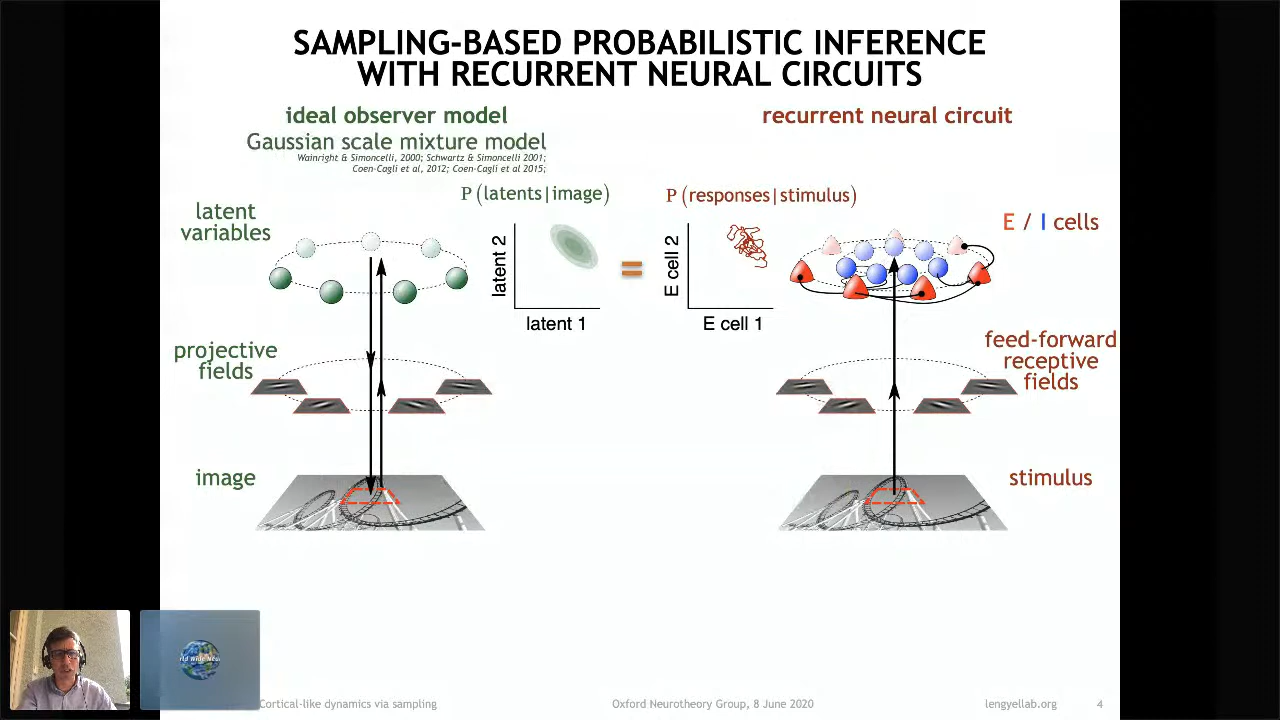 SAMPLING-BASED PROBABILISTIC INFERENCE
WITH RECURRENT NEURAL CIRCUITS
ideal observer model
Gaussian scale mixture model
Wainright & Simoncelli, 2000; Schwartz & Simoncelli 2001;
Coen-Cagli et al, 2012; Coen-Cagli et al 2015;
recurrent neural circuit
P (latents|image)
P (responses|stimulus)
latent
variables
latent 2
latent 1
=
E cell 2
E cell 1
E / I cells
projective
fields
feed-forward
receptive
fields
image
stimulus
Cortical-like dynamics via sampling
Oxford Neurotheory Group, 8 June 2020
lengyellab.org
4